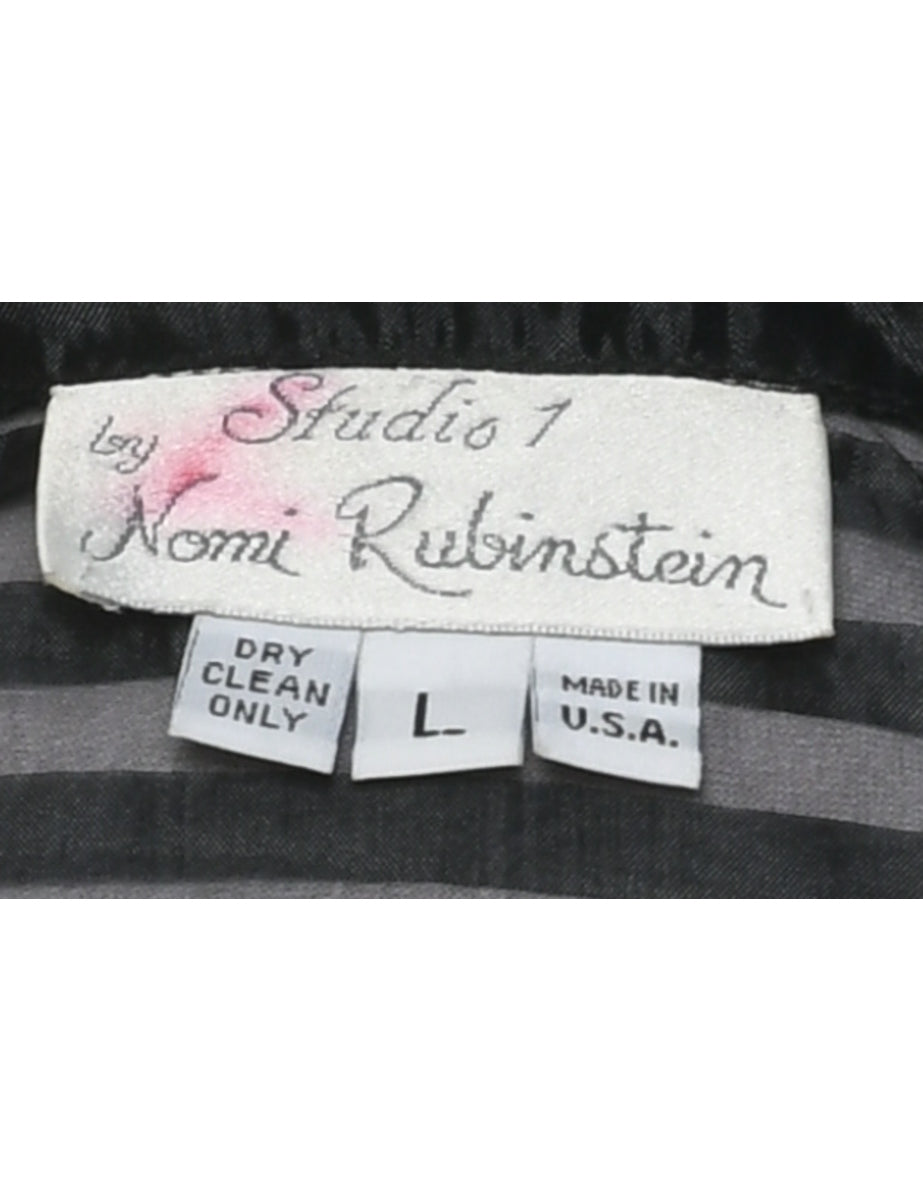 Studio 1
by
Nomi Rubinstein
DRY
CLEAN
ONLY
L
MADE IN
U.S.A.